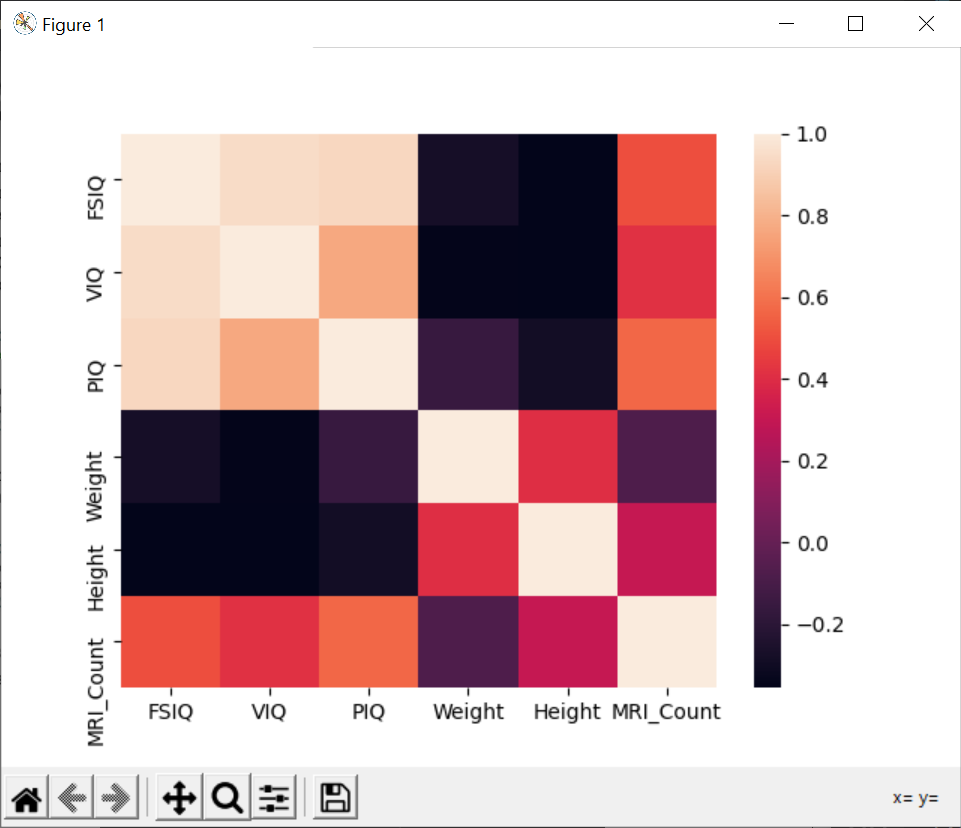 Figure 1
FSIQ
VIQ
PIQ
Weight
Height
MRI_Count
FSIQ
VIQ
PIQ
Weight
Height
MRI_Count
1.0
0.8
0.6
0.4
0.2
0.0
−0.2
x= y=